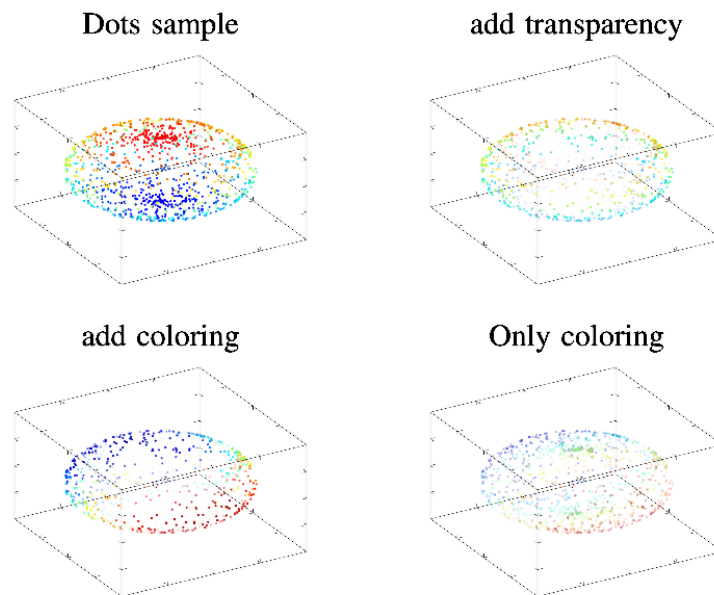 Dots sample
add transparency
add coloring
Only coloring